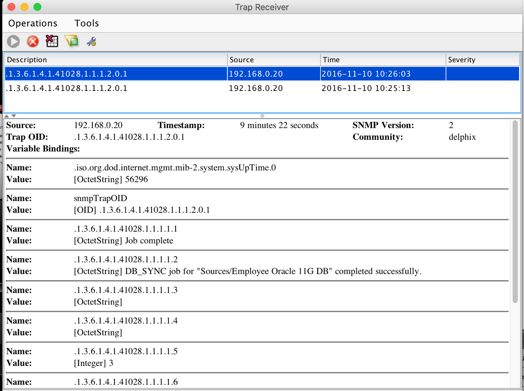 Trap Receiver
Operations Tools
Description Source Time Severity
.1.3.6.1.4.1.41028.1.1.1.2.0.1 192.168.0.20 2016-11-10 10:26:03
.1.3.6.1.4.1.41028.1.1.1.2.0.1 192.168.0.20 2016-11-10 10:25:13
Source: 192.168.0.20 Timestamp: 9 minutes 22 seconds SNMP Version: 2
Trap OID: .1.3.6.1.4.1.41028.1.1.1.2.0.1 Community: delphix
Variable Bindings:
Name: .iso.org.dod.internet.mgmt.mib-2.system.sysUpTime.0
Value: [OctetString] 56296
Name: snmpTrapOID
Value: [OID] .1.3.6.1.4.1.41028.1.1.1.2.0.1
Name: .1.3.6.1.4.1.41028.1.1.1.1.1
Value: [OctetString] Job complete
Name: .1.3.6.1.4.1.41028.1.1.1.1.2
Value: [OctetString] DB_SYNC job for "Sources/Employee Oracle 11G DB" completed successfully.
Name: .1.3.6.1.4.1.41028.1.1.1.1.3
Value: [OctetString]
Name: .1.3.6.1.4.1.41028.1.1.1.1.4
Value: [OctetString]
Name: .1.3.6.1.4.1.41028.1.1.1.1.5
Value: [Integer] 3
Name: .1.3.6.1.4.1.41028.1.1.1.1.6